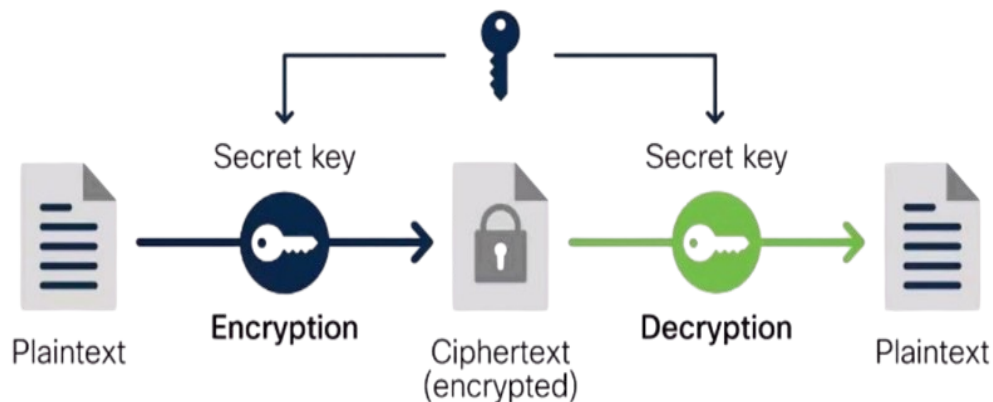 Secret key
Secret key
Encryption
Decryption
Plaintext
Ciphertext
(encrypted)
Plaintext